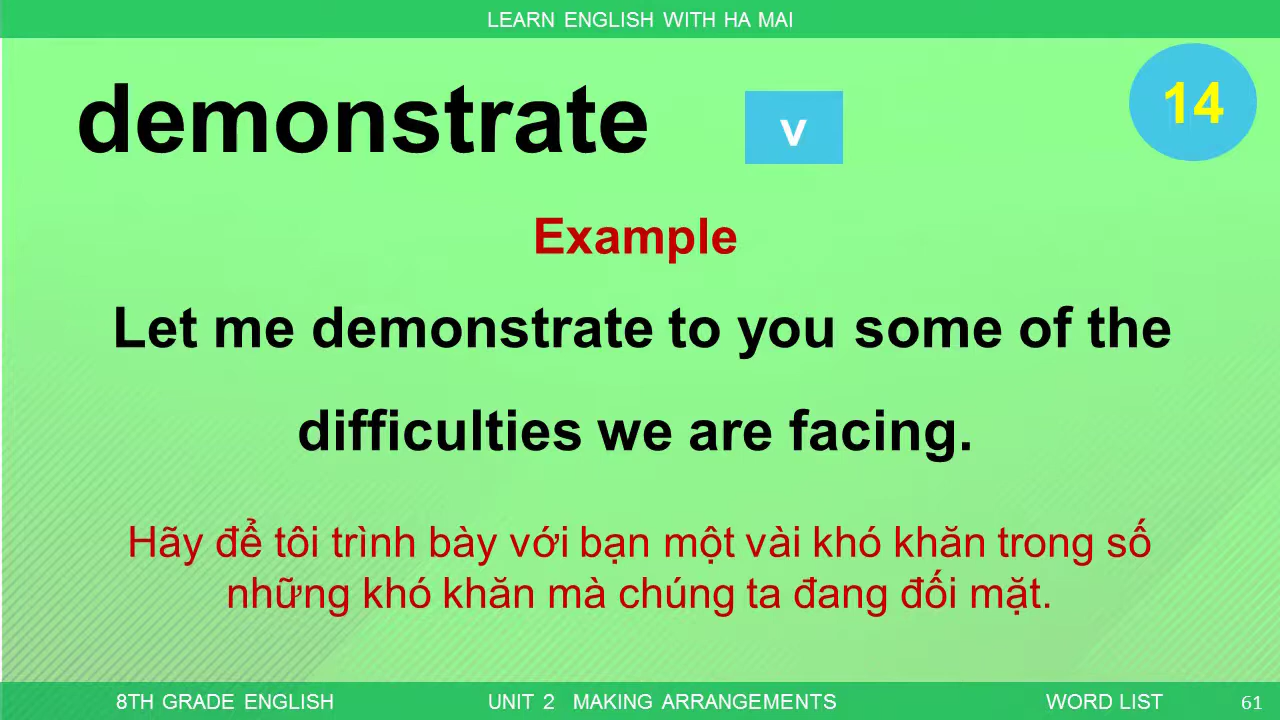 LEARN ENGLISH WITH HA MAI
demonstrate v 14
Example
Let me demonstrate to you some of the
difficulties we are facing.
Hãy để tôi trình bày với bạn một vài khó khăn trong số
những khó khăn mà chúng ta đang đối mặt.
8TH GRADE ENGLISH UNIT 2 MAKING ARRANGEMENTS WORD LIST 61